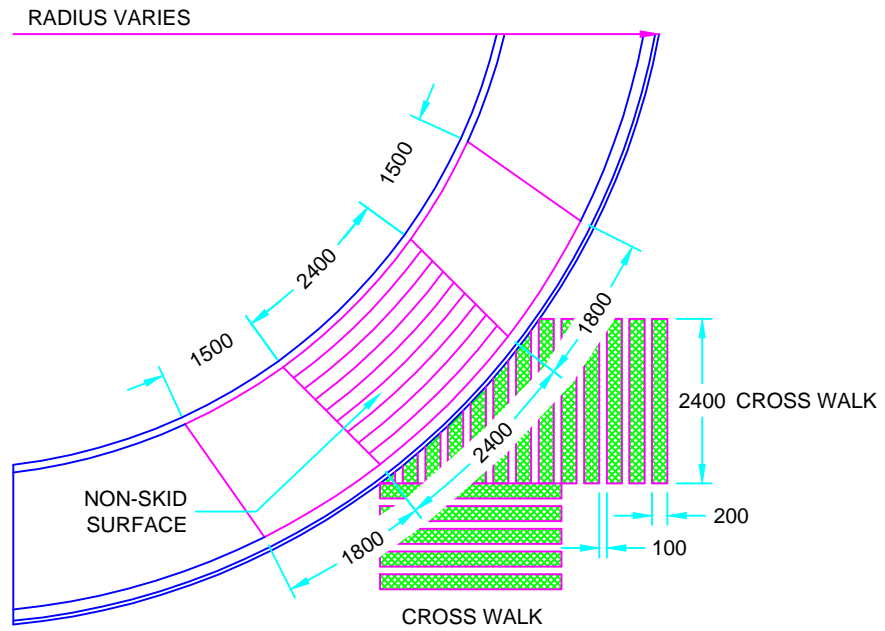 RADIUS VARIES
1500
2400
1500
1800
2400 CROSS WALK
2400
NON-SKID
SURFACE
200
1800
100
CROSS WALK